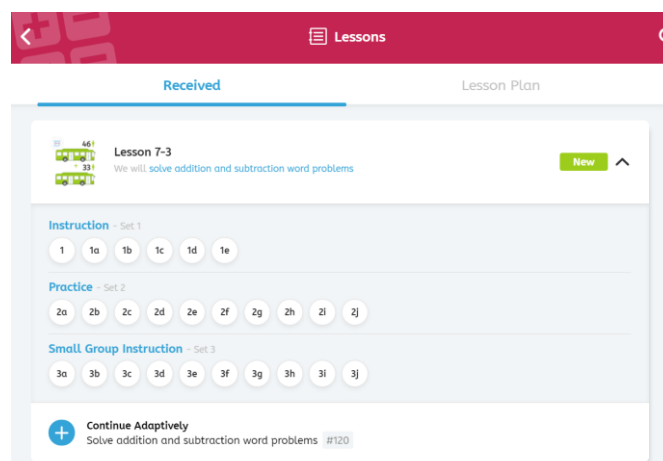 Lessons
Received
Lesson Plan
46↑
33↑
Lesson 7-3
We will solve addition and subtraction word problems
New
Instruction - Set 1
1 1a 1b 1c 1d 1e
Practice - Set 2
2a 2b 2c 2d 2e 2f 2g 2h 2i 2j
Small Group Instruction - Set 3
3a 3b 3c 3d 3e 3f 3g 3h 3i 3j
Continue Adaptively
Solve addition and subtraction word problems #120